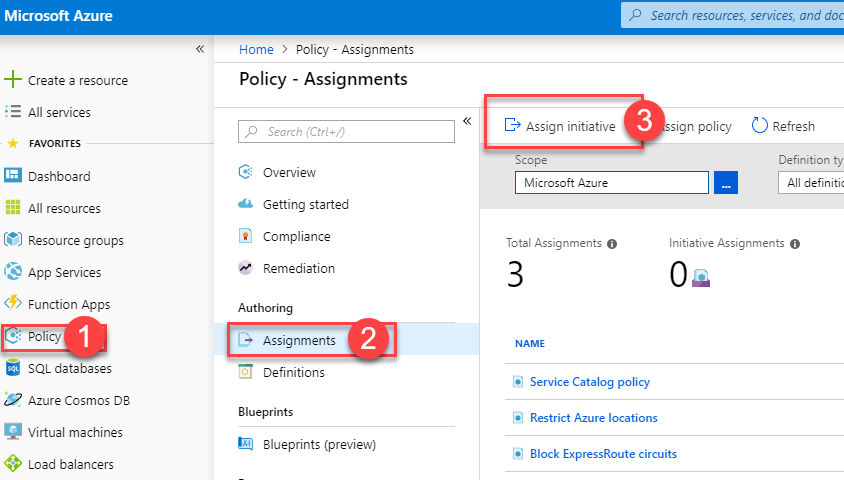 Microsoft Azure
Search resources, services, and doc
«
Create a resource
All services
FAVORITES
Dashboard
All resources
Resource groups
App Services
Function Apps
Policy
1
SQL databases
Azure Cosmos DB
Virtual machines
Load balancers
Home > Policy - Assignments
Policy - Assignments
Search (Ctrl+/)
«
Overview
Getting started
Compliance
Remediation
Authoring
Assignments
2
Definitions
Blueprints
Blueprints (preview)
Assign initiative
3
ssign policy
Refresh
Scope
Definition ty
Microsoft Azure
...
All definitio
Total Assignments
Initiative Assignments
3
0
NAME
Service Catalog policy
Restrict Azure locations
Block ExpressRoute circuits